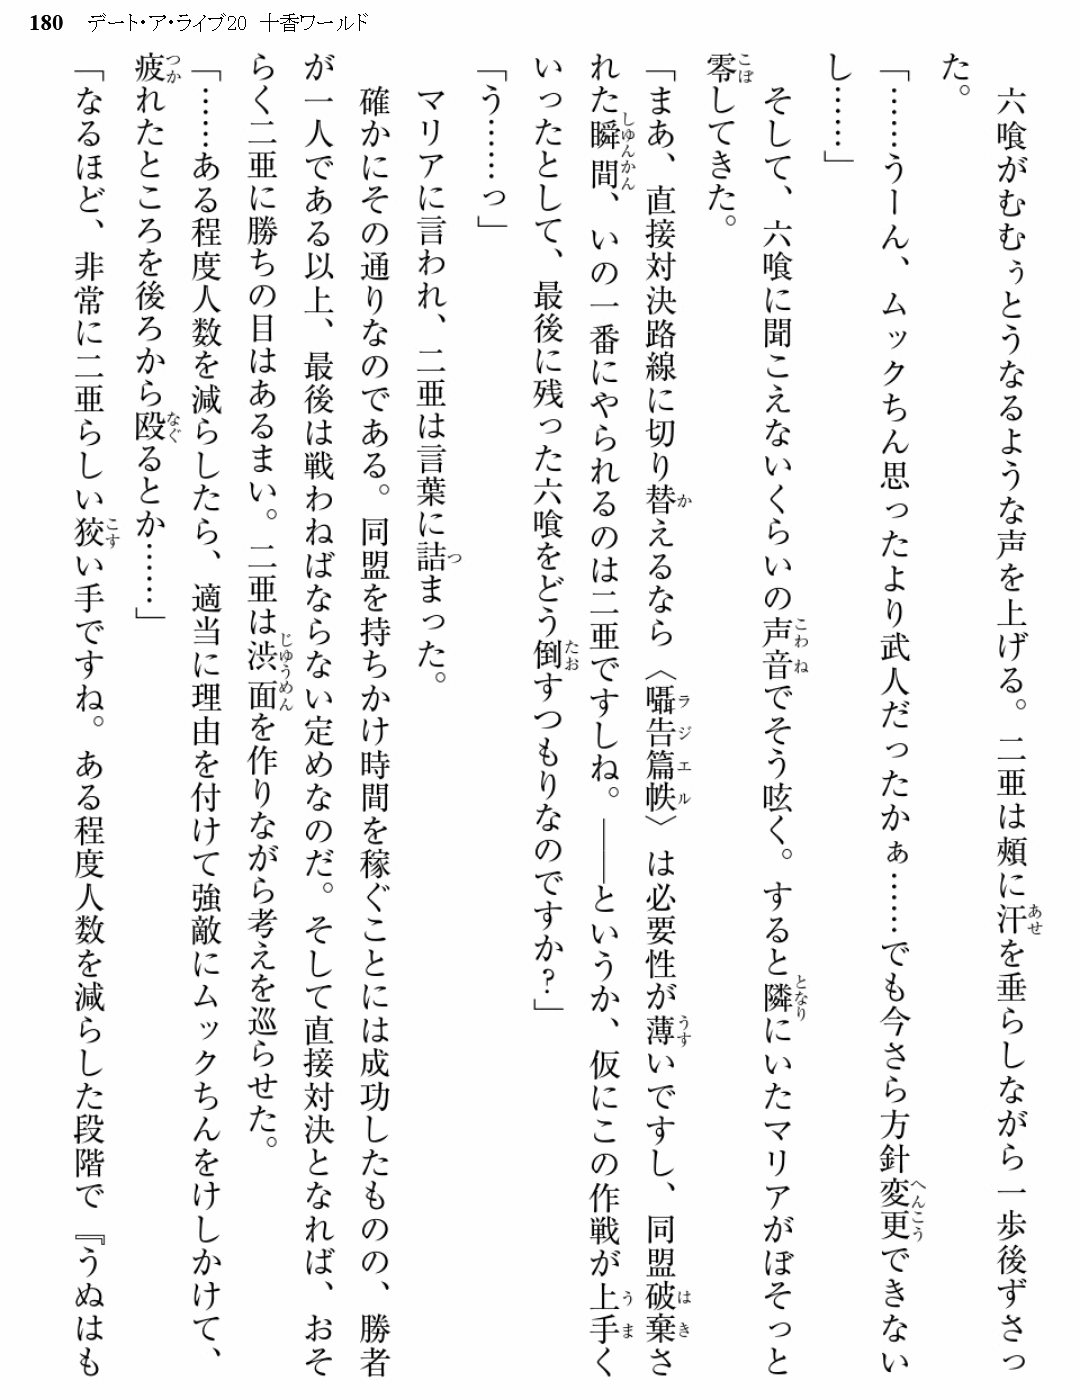 180 デート・ア・ライブ20 十香ワールド
六喰がむむぅとうなるような声を上げる。二亜は頰に汗を垂らしながら一歩後ずさっ
た。
「……うーん、ムックちん思ったより武人だったかぁ……でも今さら方針変更できない
し……」
そして、六喰に聞こえないくらいの声音でそう呟く。すると隣にいたマリアがぼそっと
零してきた。
「まあ、直接対決路線に切り替えるなら〈囁告篇帙〉は必要性が薄いですし、同盟破棄さ
れた瞬間、いの一番にやられるのは二亜ですしね。――というか、仮にこの作戦が上手く
いったとして、最後に残った六喰をどう倒すつもりなのですか?」
「う……っ」
マリアに言われ、二亜は言葉に詰まった。
確かにその通りなのである。同盟を持ちかけ時間を稼ぐことには成功したものの、勝者
が一人である以上、最後は戦わねばならない定めなのだ。そして直接対決となれば、おそ
らく二亜に勝ちの目はあるまい。二亜は渋面を作りながら考えを巡らせた。
「……ある程度人数を減らしたら、適当に理由を付けて強敵にムックちんをけしかけて、
疲れたところを後ろから殴るとか……」
「なるほど、非常に二亜らしい狡い手ですね。ある程度人数を減らした段階で『うぬはも